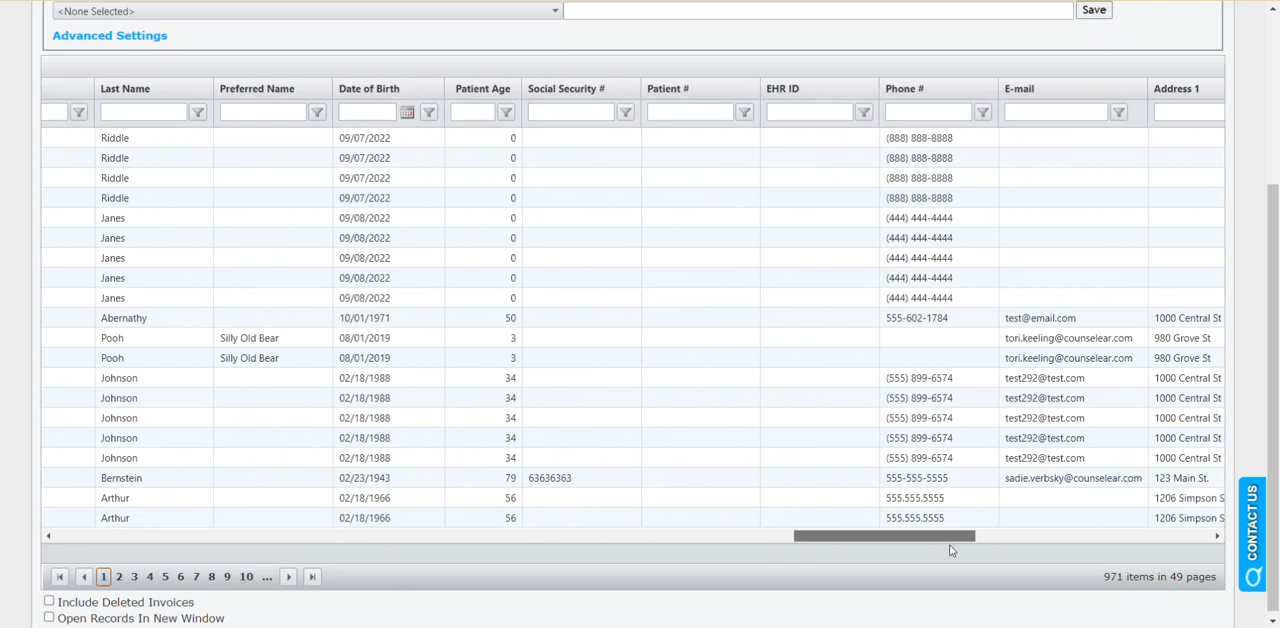 <None Selected>
Save
Advanced Settings
Last Name Preferred Name Date of Birth Patient Age Social Security # Patient # EHR ID Phone # E-mail Address 1
Riddle 09/07/2022 0 (888) 888-8888
Riddle 09/07/2022 0 (888) 888-8888
Riddle 09/07/2022 0 (888) 888-8888
Riddle 09/07/2022 0 (888) 888-8888
Janes 09/08/2022 0 (444) 444-4444
Janes 09/08/2022 0 (444) 444-4444
Janes 09/08/2022 0 (444) 444-4444
Janes 09/08/2022 0 (444) 444-4444
Janes 09/08/2022 0 (444) 444-4444
Abernathy 10/01/1971 50 555-602-1784 test@email.com 1000 Central St
Pooh Silly Old Bear 08/01/2019 3 tori.keeling@counselear.com 980 Grove St
Pooh Silly Old Bear 08/01/2019 3 tori.keeling@counselear.com 980 Grove St
Johnson 02/18/1988 34 (555) 899-6574 test292@test.com 1000 Central St
Johnson 02/18/1988 34 (555) 899-6574 test292@test.com 1000 Central St
Johnson 02/18/1988 34 (555) 899-6574 test292@test.com 1000 Central St
Johnson 02/18/1988 34 (555) 899-6574 test292@test.com 1000 Central St
Johnson 02/18/1988 34 (555) 899-6574 test292@test.com 1000 Central St
Bernstein 02/23/1943 79 63636363 555-555-5555 sadie.verbsky@counselear.com 123 Main St.
Arthur 02/18/1966 56 555.555.5555 1206 Simpson S
Arthur 02/18/1966 56 555.555.5555 1206 Simpson S
1 2 3 4 5 6 7 8 9 10 ... 971 items in 49 pages
Include Deleted Invoices
Open Records In New Window
CONTACT US